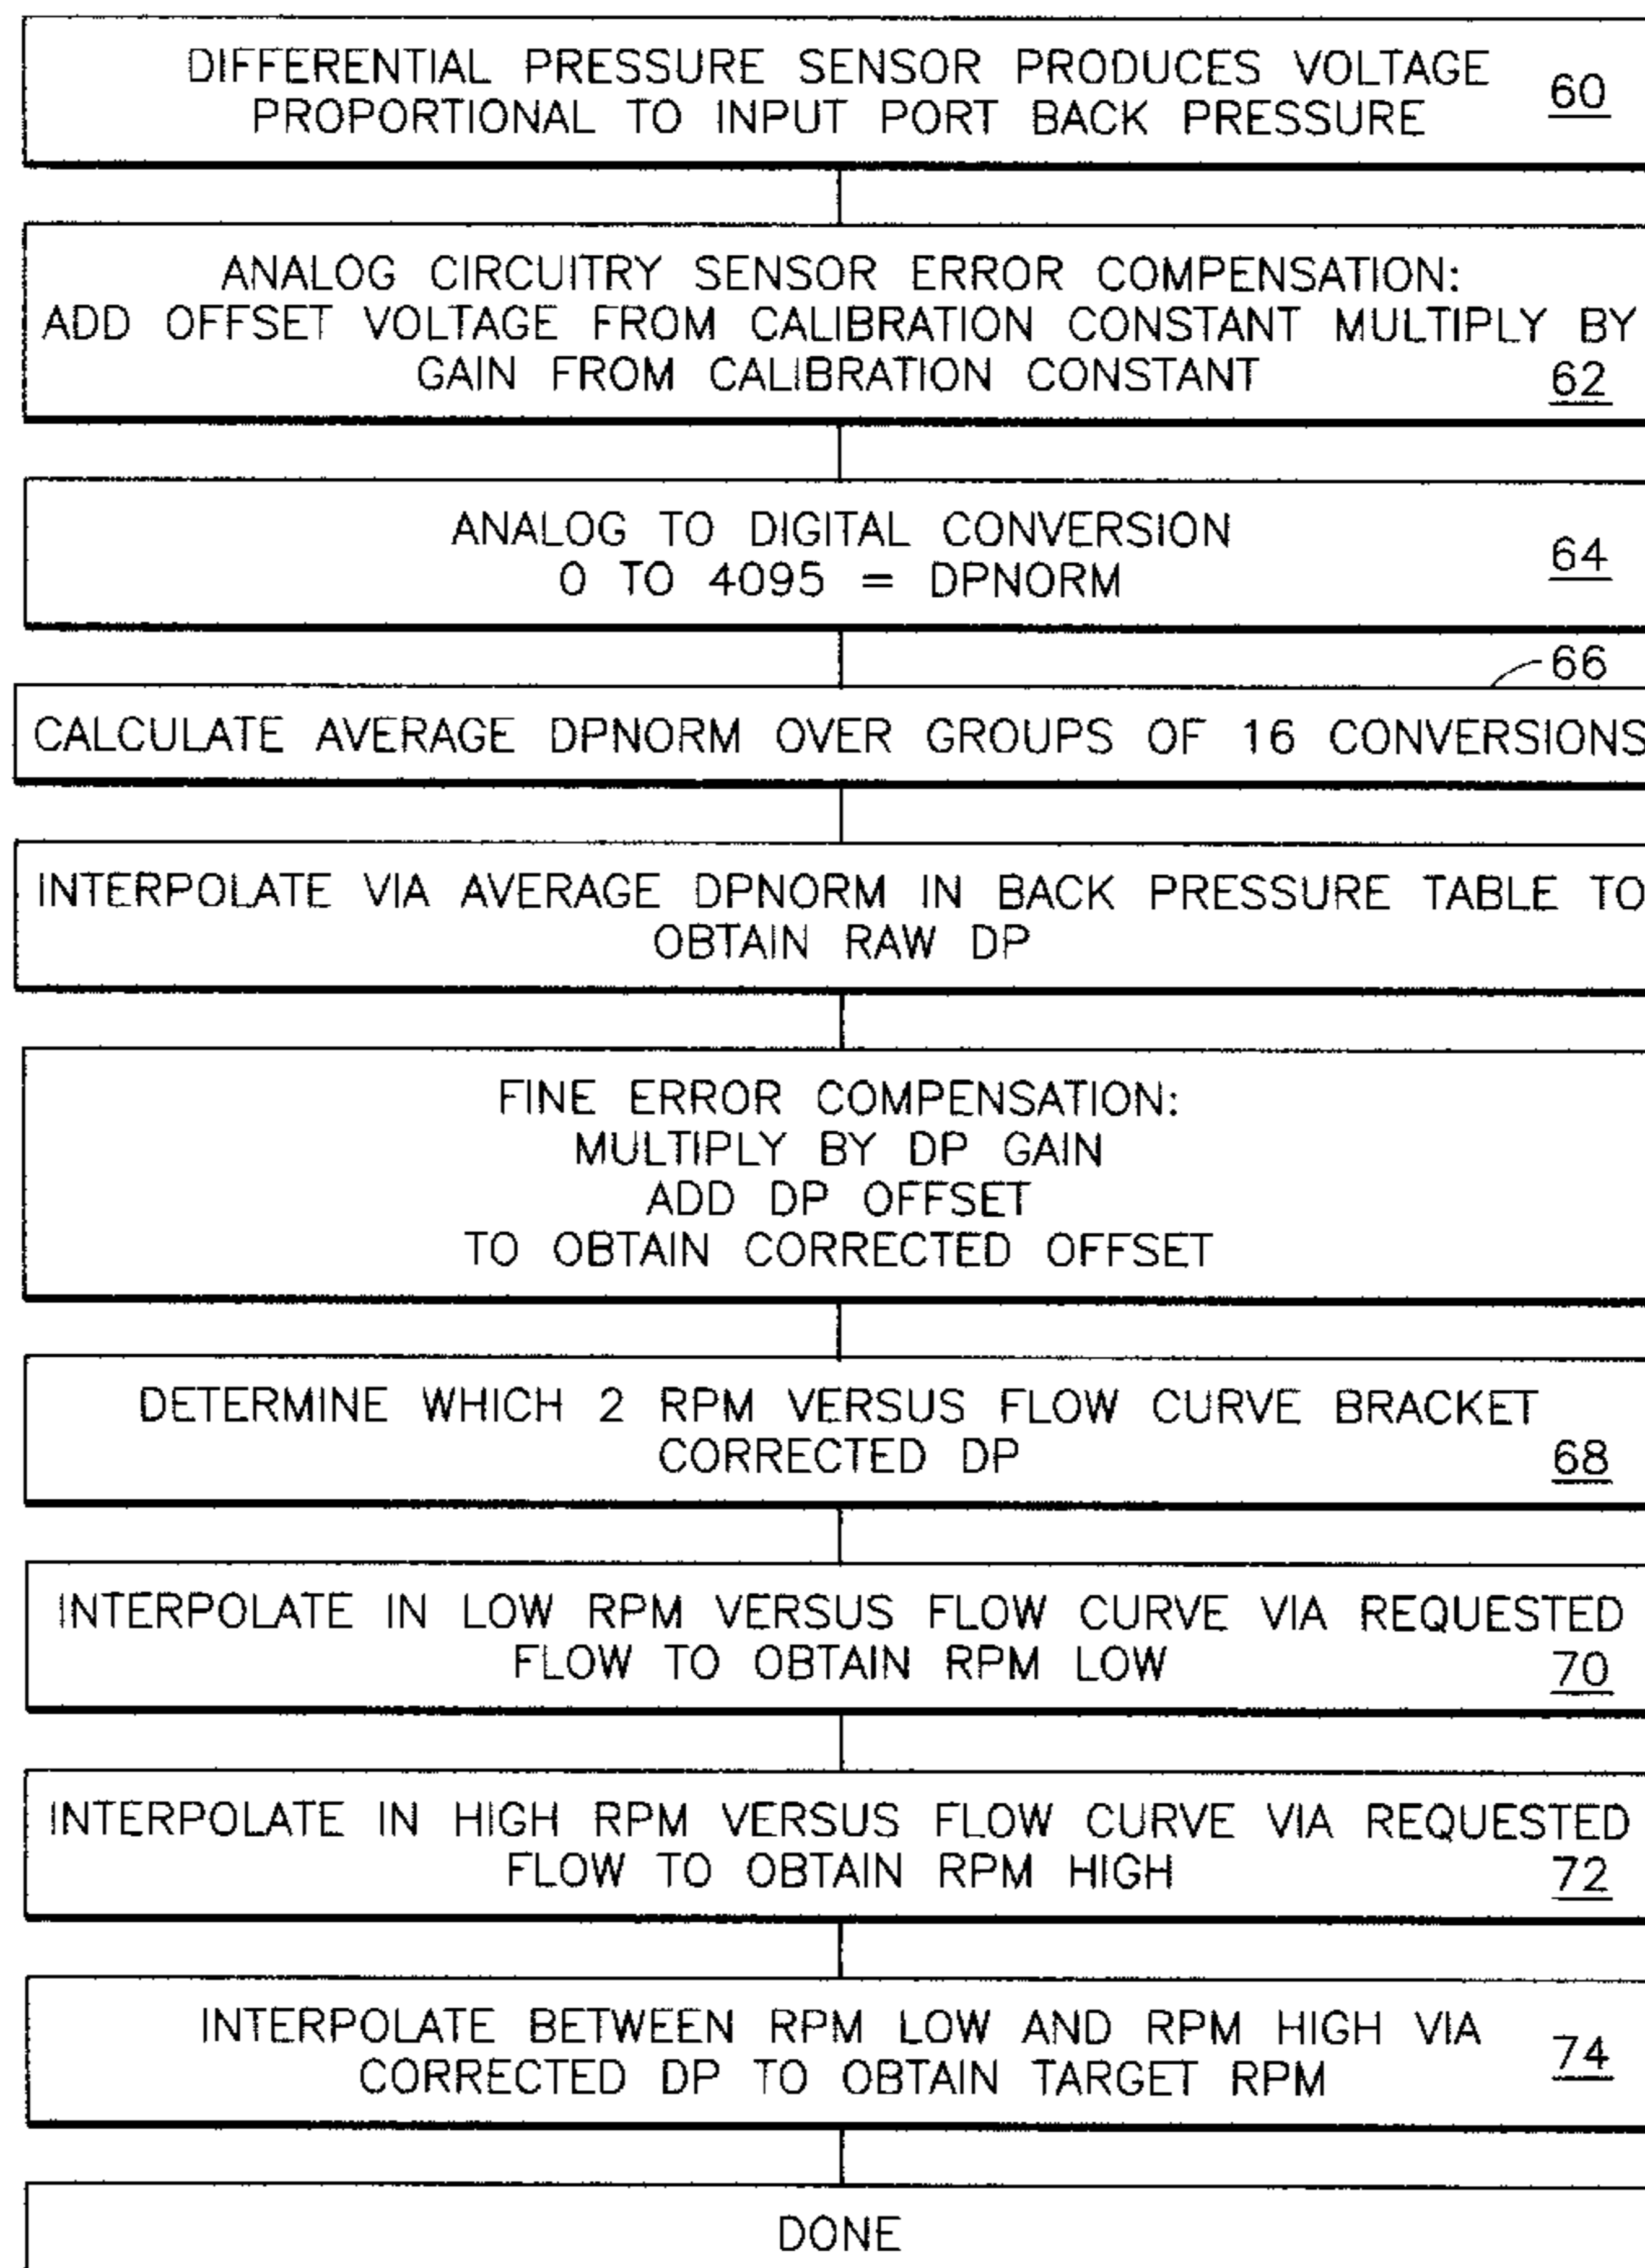 DIFFERENTIAL PRESSURE SENSOR PRODUCES VOLTAGE
PROPORTIONAL TO INPUT PORT BACK PRESSURE
60
ANALOG CIRCUITRY SENSOR ERROR COMPENSATION:
ADD OFFSET VOLTAGE FROM CALIBRATION CONSTANT MULTIPLY BY
GAIN FROM CALIBRATION CONSTANT
62
ANALOG TO DIGITAL CONVERSION
0 TO 4095 = DPNORM
64
66
CALCULATE AVERAGE DPNORM OVER GROUPS OF 16 CONVERSIONS
INTERPOLATE VIA AVERAGE DPNORM IN BACK PRESSURE TABLE TO
OBTAIN RAW DP
FINE ERROR COMPENSATION:
MULTIPLY BY DP GAIN
ADD DP OFFSET
TO OBTAIN CORRECTED OFFSET
DETERMINE WHICH 2 RPM VERSUS FLOW CURVE BRACKET
CORRECTED DP
68
INTERPOLATE IN LOW RPM VERSUS FLOW CURVE VIA REQUESTED
FLOW TO OBTAIN RPM LOW
70
INTERPOLATE IN HIGH RPM VERSUS FLOW CURVE VIA REQUESTED
FLOW TO OBTAIN RPM HIGH
72
INTERPOLATE BETWEEN RPM LOW AND RPM HIGH VIA
CORRECTED DP TO OBTAIN TARGET RPM
74
DONE